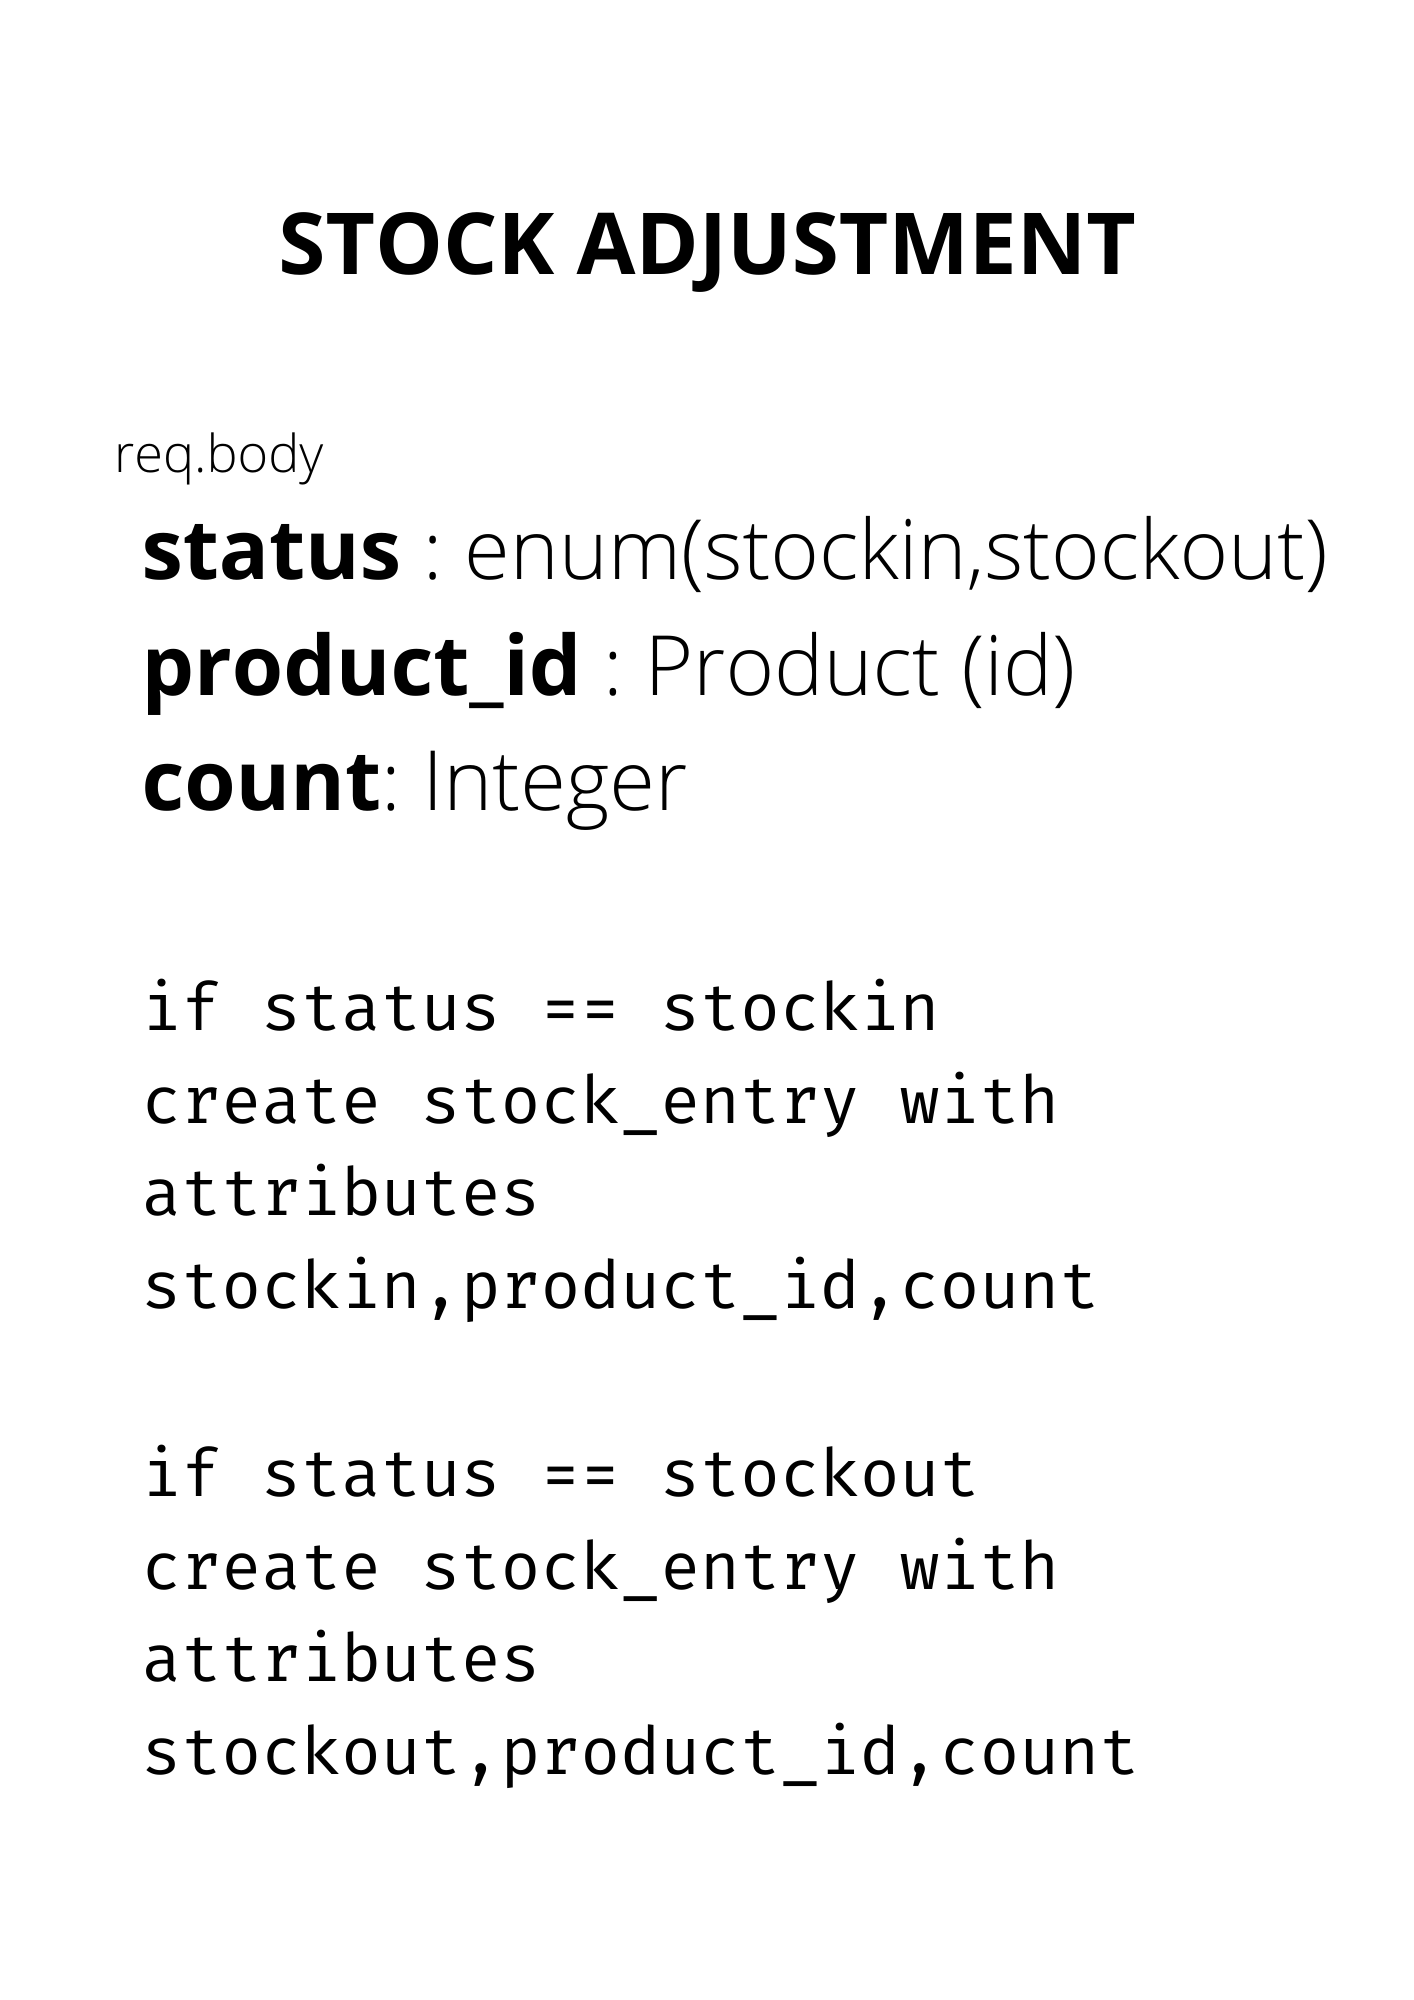 STOCK ADJUSTMENT
req.body
status : enum(stockin,stockout)
product_id : Product (id)
count: Integer
if status == stockin
create stock_entry with
attributes
stockin,product_id,count
if status == stockout
create stock_entry with
attributes
stockout,product_id,count